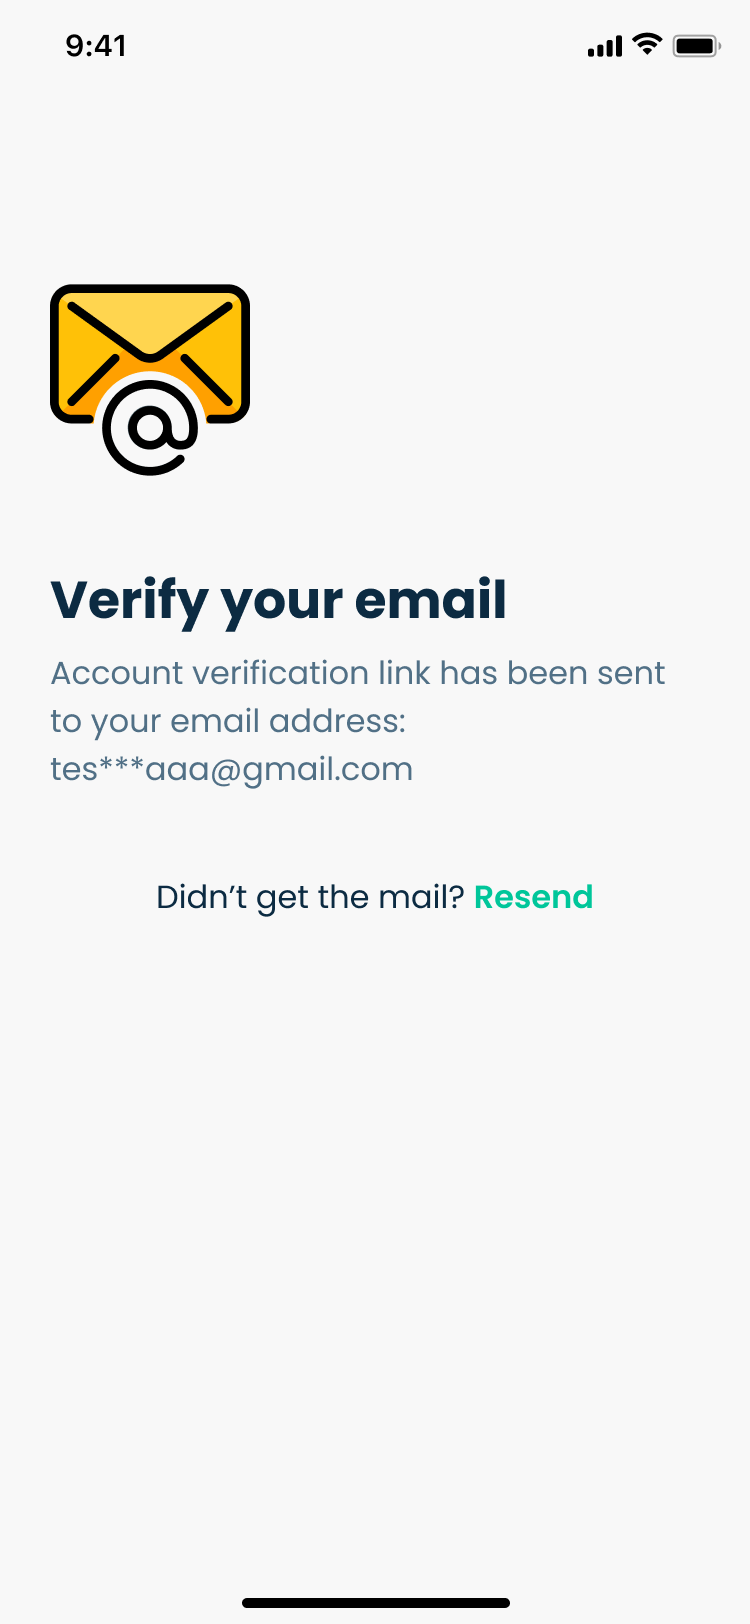 9:41
Verify your email
Account verification link has been sent
to your email address:
tes***aaa@gmail.com
Didn’t get the mail? Resend